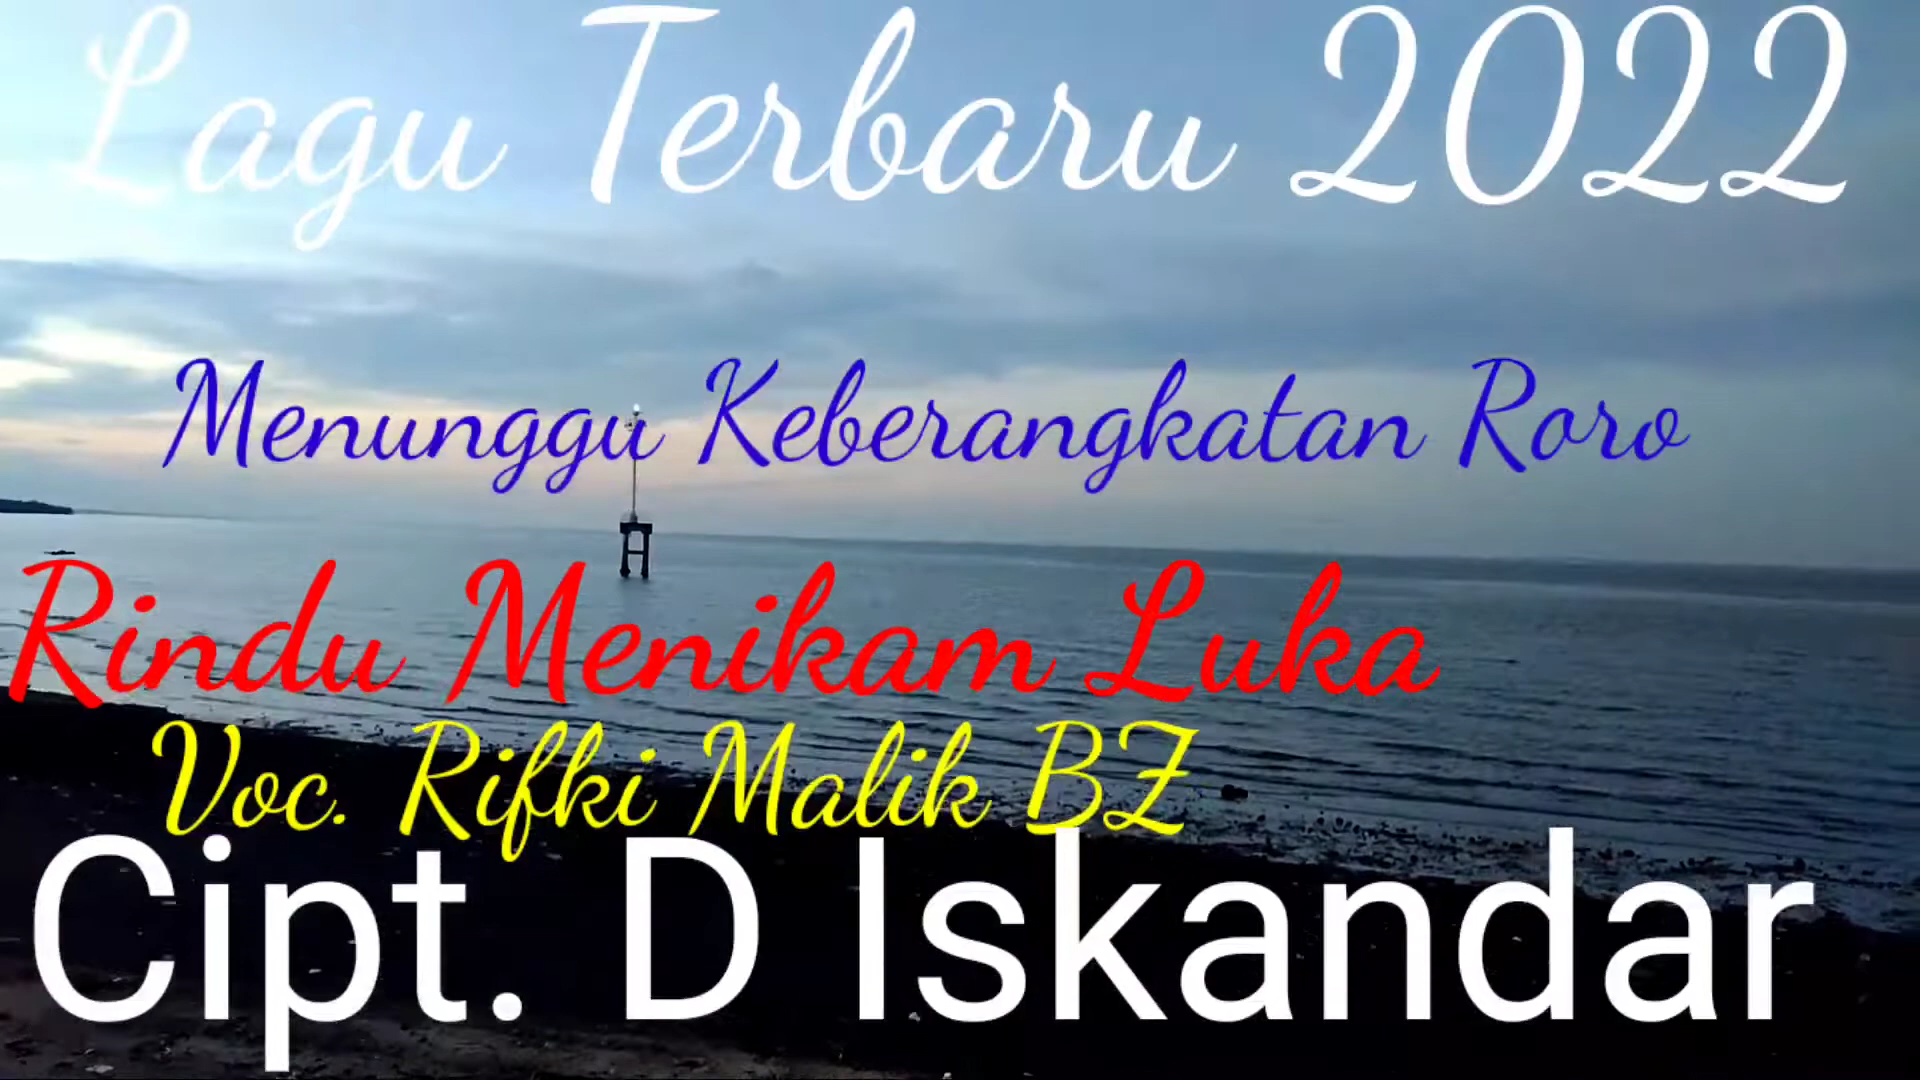 Lagu Terbaru 2022
Menunggu Keberangkatan Roro
Rindu Menikam Luka
Voc. Rifki Malik BZ
Cipt. D Iskandar